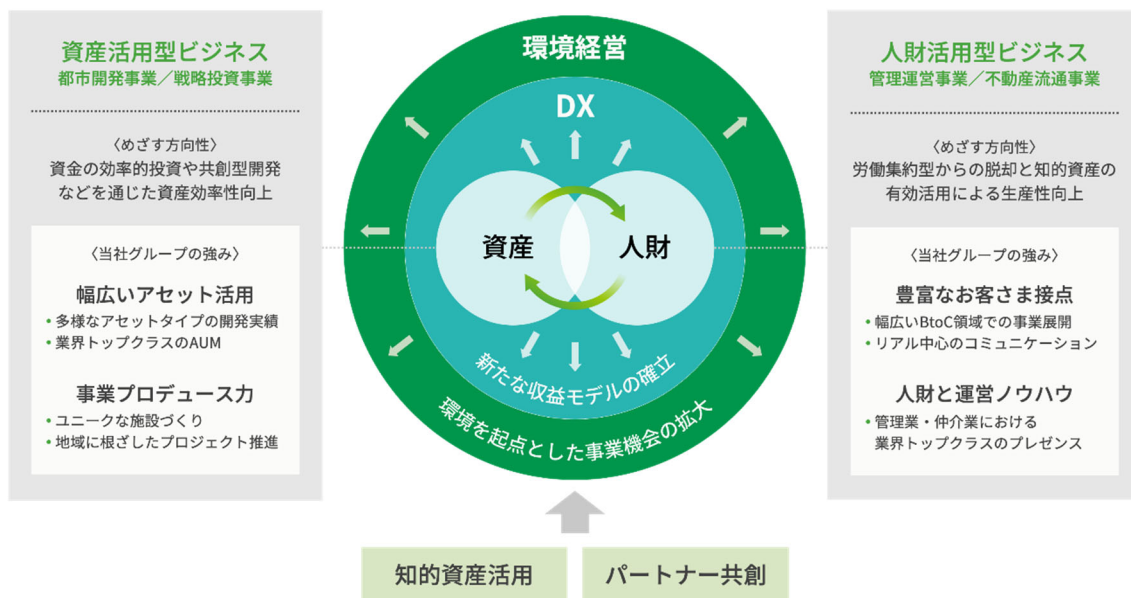 資産活用型ビジネス
都市開発事業／戦略投資事業
〈めざす方向性〉
資金の効率的投資や共創型開発
などを通じた資産効率性向上
〈当社グループの強み〉
幅広いアセット活用
•多様なアセットタイプの開発実績
•業界トップクラスのAUM
事業プロデュース力
•ユニークな施設づくり
•地域に根ざしたプロジェクト推進
環境経営
DX
資産
人財
新たな収益モデルの確立
環境を起点とした事業機会の拡大
人財活用型ビジネス
管理運営事業／不動産流通事業
〈めざす方向性〉
労働集約型からの脱却と知的資産の
有効活用による生産性向上
〈当社グループの強み〉
豊富なお客さま接点
•幅広いBtoC領域での事業展開
•リアル中心のコミュニケーション
人財と運営ノウハウ
•管理業・仲介業における
業界トップクラスのプレゼンス
知的資産活用
パートナー共創